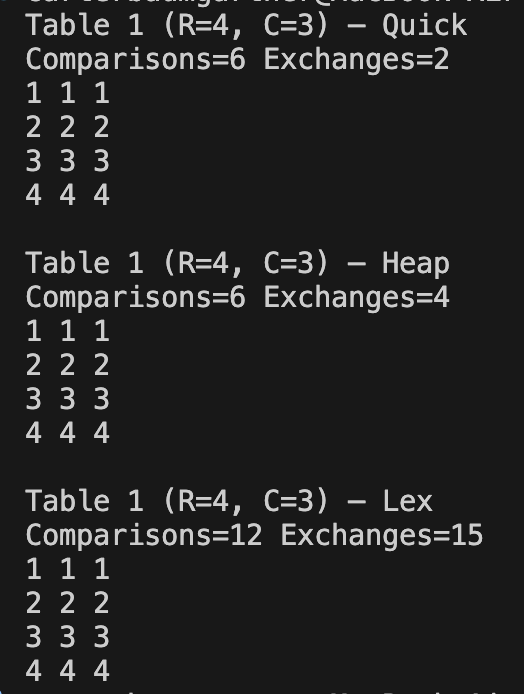 Table 1 (R=4, C=3) – Quick
Comparisons=6 Exchanges=2
1 1 1
2 2 2
3 3 3
4 4 4
Table 1 (R=4, C=3) – Heap
Comparisons=6 Exchanges=4
1 1 1
2 2 2
3 3 3
4 4 4
Table 1 (R=4, C=3) – Lex
Comparisons=12 Exchanges=15
1 1 1
2 2 2
3 3 3
4 4 4